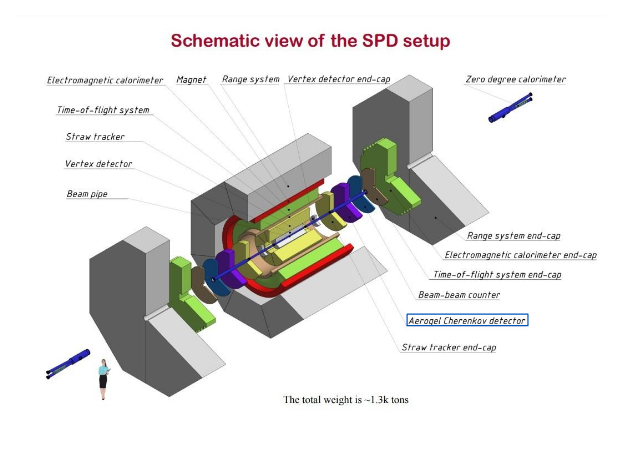 Schematic view of the SPD setup
Electromagnetic calorimeter
Magnet
Range system
Vertex detector end-cap
Zero degree calorimeter
Time-of-flight system
Straw tracker
Vertex detector
Beam pipe
Range system end-cap
Electromagnetic calorimeter end-cap
Time-of-flight system end-cap
Beam-beam counter
Aerogel Cherenkov detector
Straw tracker end-cap
The total weight is ~1.3k tons